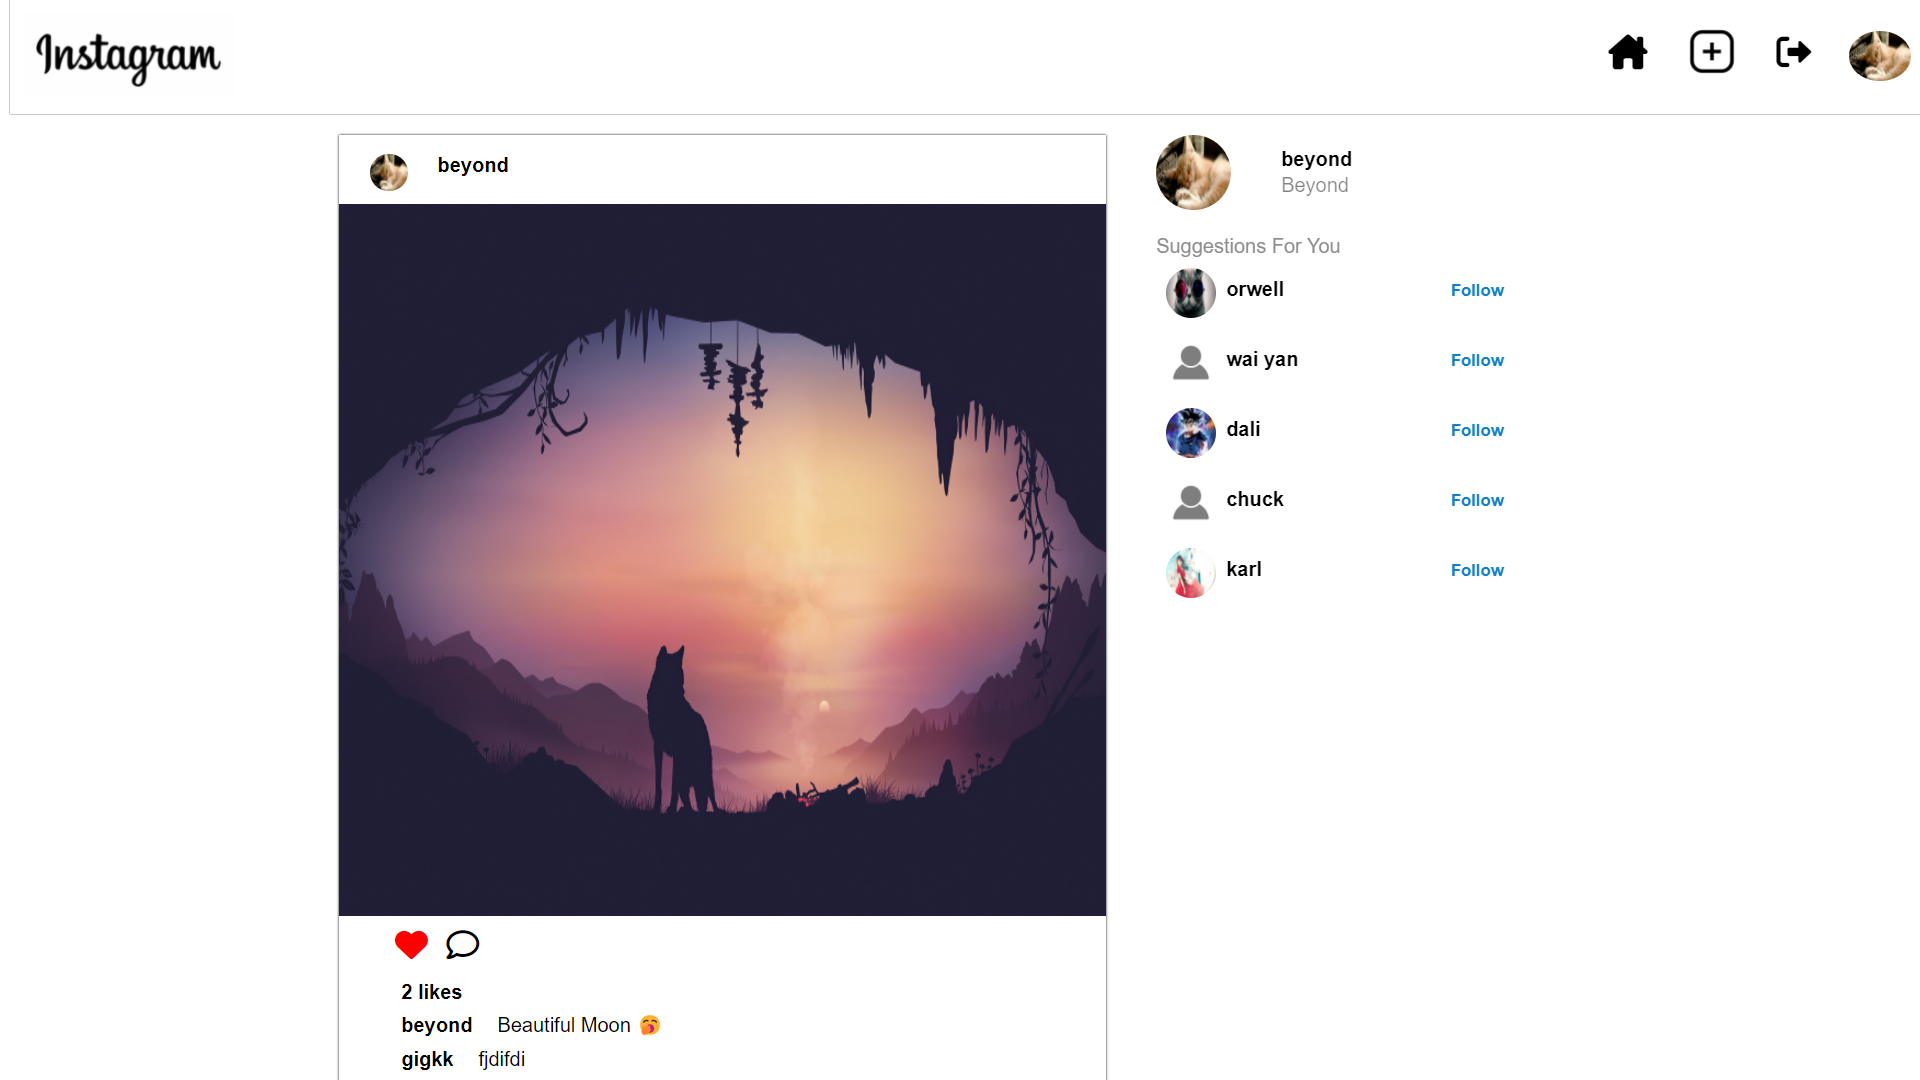 Instagram
beyond
beyond
Beyond
Suggestions For You
orwell Follow
wai yan Follow
dali Follow
chuck Follow
karl Follow
2 likes
beyond Beautiful Moon 🥱
gigkk fjdifdi